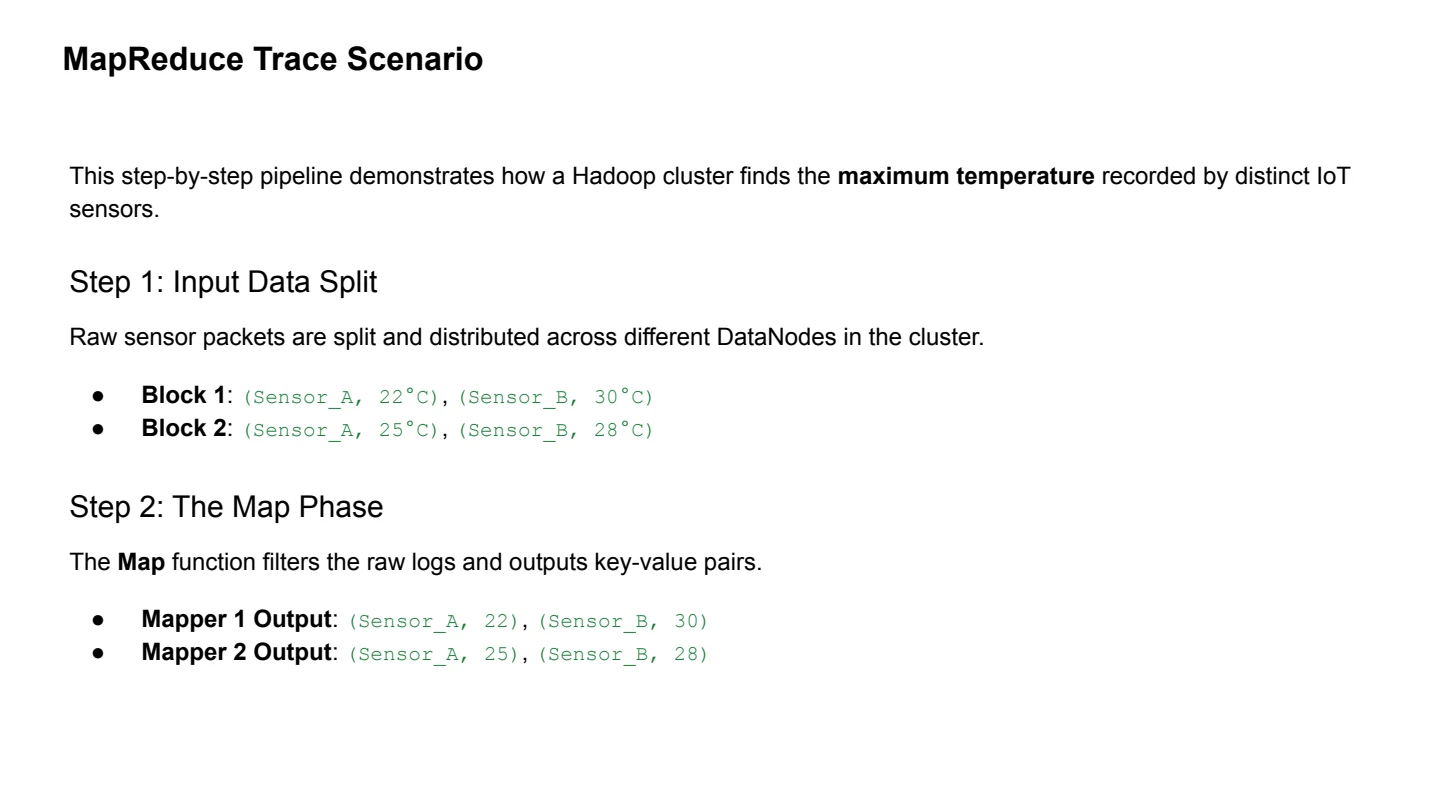 MapReduce Trace Scenario
This step-by-step pipeline demonstrates how a Hadoop cluster finds the maximum temperature recorded by distinct IoT
sensors.
Step 1: Input Data Split
Raw sensor packets are split and distributed across different DataNodes in the cluster.
● Block 1: (Sensor_A, 22°C), (Sensor_B, 30°C)
● Block 2: (Sensor_A, 25°C), (Sensor_B, 28°C)
Step 2: The Map Phase
The Map function filters the raw logs and outputs key-value pairs.
● Mapper 1 Output: (Sensor_A, 22), (Sensor_B, 30)
● Mapper 2 Output: (Sensor_A, 25), (Sensor_B, 28)